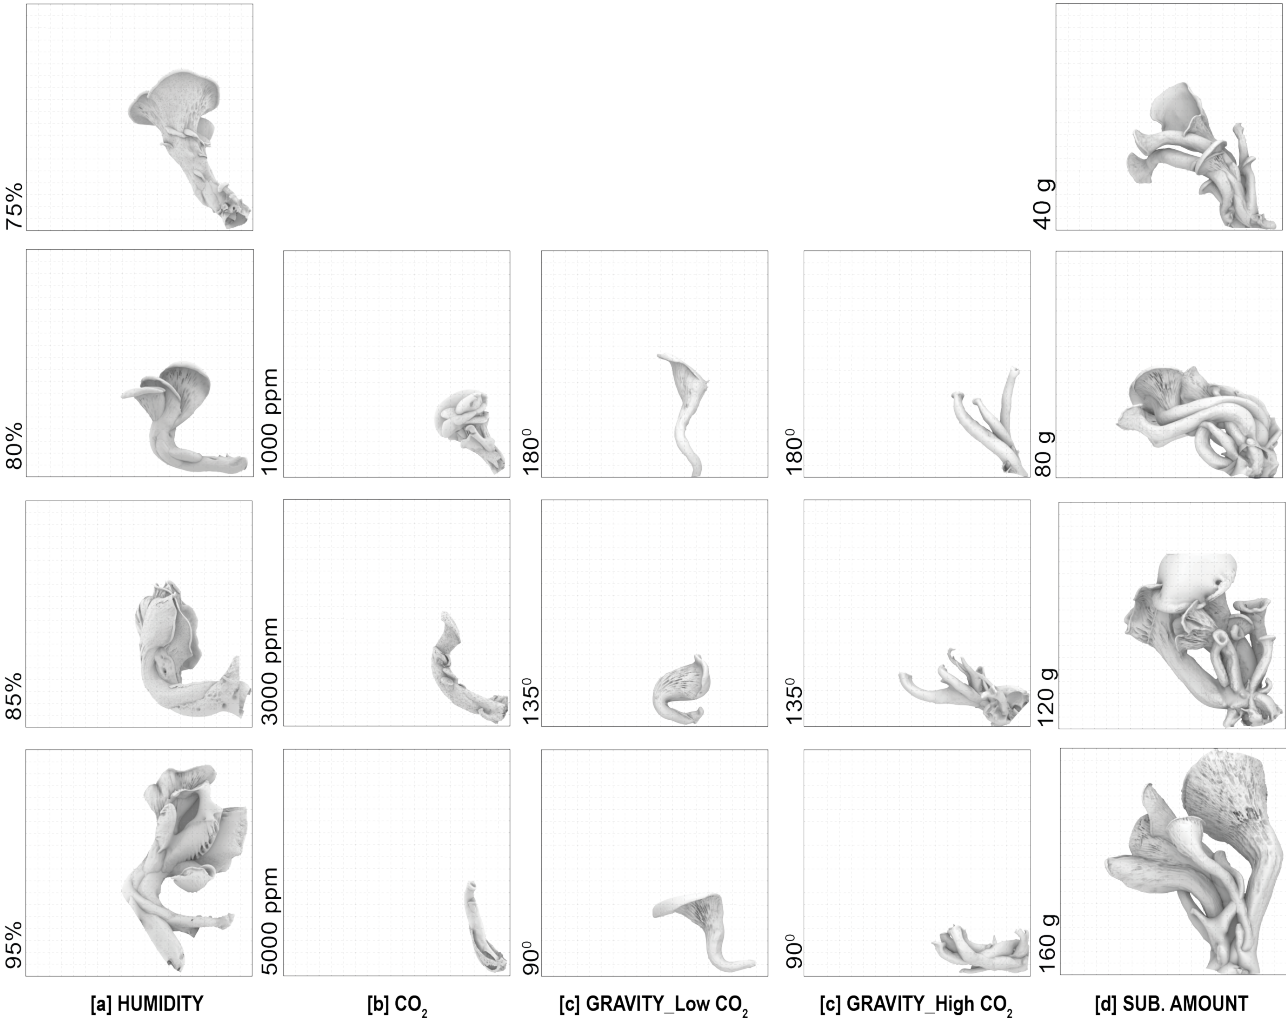 75%
40 g
80%
1000 ppm
180⁰
180⁰
80 g
85%
3000 ppm
135⁰
135⁰
120 g
95%
5000 ppm
90⁰
90⁰
160 g
[a] HUMIDITY
[b] CO₂
[c] GRAVITY_Low CO₂
[c] GRAVITY_High CO₂
[d] SUB. AMOUNT